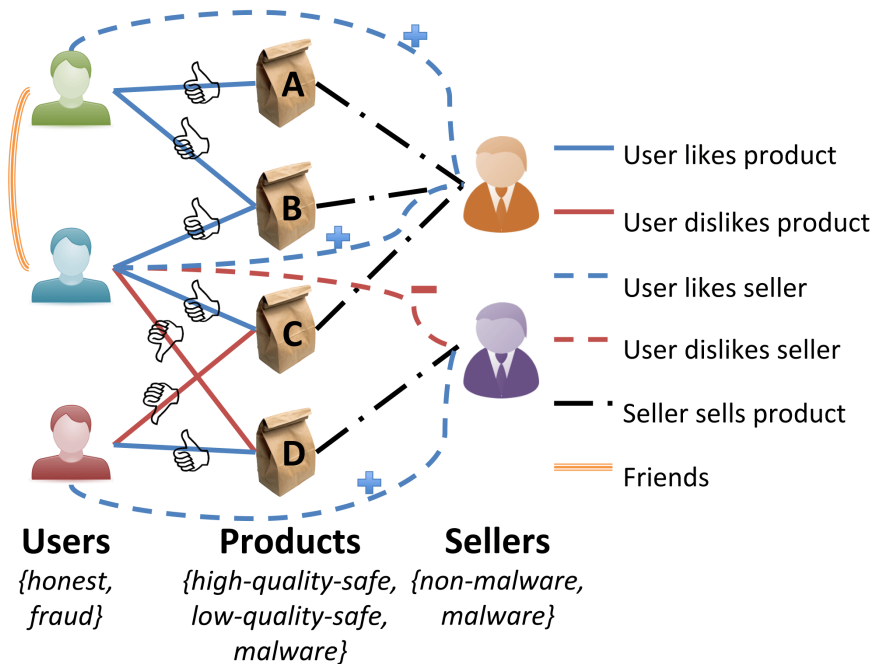 A
B
C
D
User likes product
User dislikes product
User likes seller
User dislikes seller
Seller sells product
Friends
Users
{honest,
fraud}
Products
{high-quality-safe,
low-quality-safe,
malware}
Sellers
{non-malware,
malware}